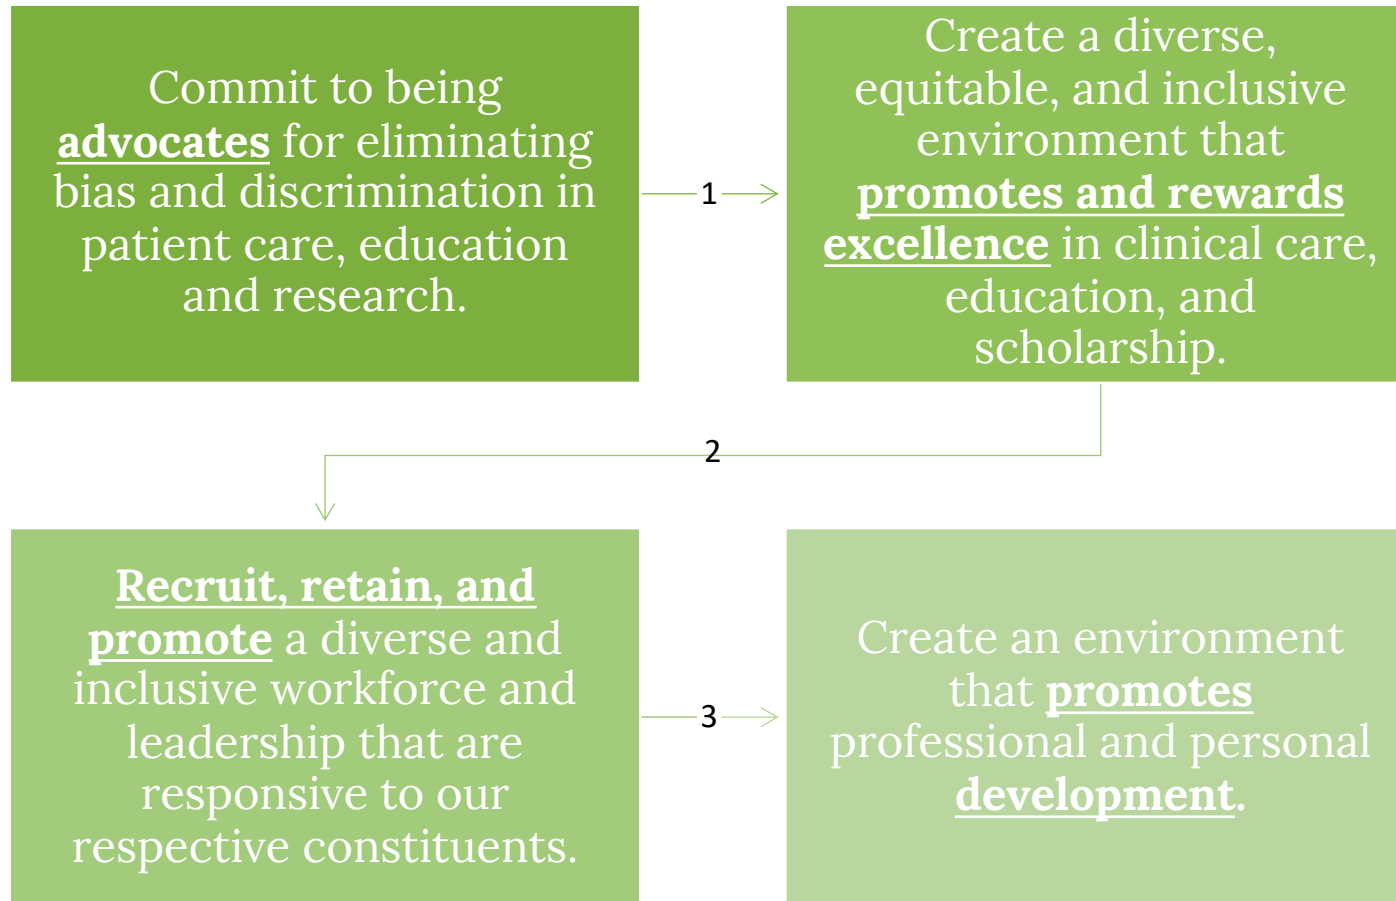 Commit to being
advocates for eliminating
bias and discrimination in
patient care, education
and research.
1
Create a diverse,
equitable, and inclusive
environment that
promotes and rewards
excellence in clinical care,
education, and
scholarship.
2
Recruit, retain, and
promote a diverse and
inclusive workforce and
leadership that are
responsive to our
respective constituents.
3
Create an environment
that promotes
professional and personal
development.